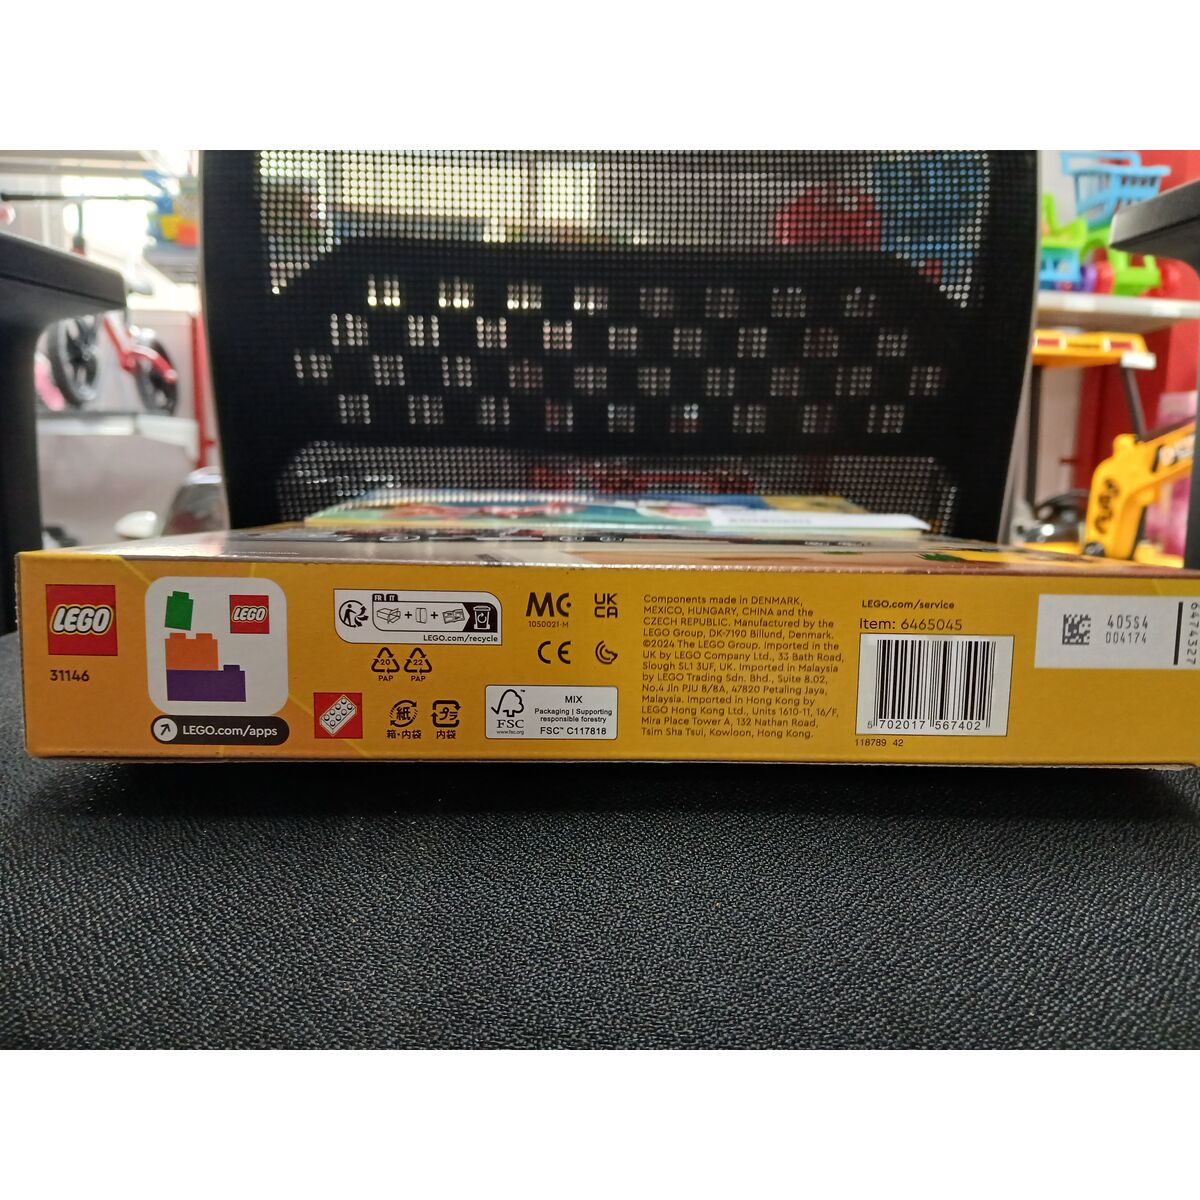 LEGO
31146
LEGO
LEGO.com/apps
FR IT
LEGO.com/recycle
20
PAP
22
PAP
紙
箱・内袋
プラ
内袋
MC
1050021-M
UK
CA
CE
FSC
www.fsc.org
MIX
Packaging | Supporting
responsible forestry
FSC™ C117818
Components made in DENMARK,
MEXICO, HUNGARY, CHINA and the
CZECH REPUBLIC. Manufactured by the
LEGO Group, DK-7190 Billund, Denmark.
©2024 The LEGO Group. Imported in the
UK by LEGO Company Ltd., 33 Bath Road,
Slough SL1 3UF, UK. Imported in Malaysia
by LEGO Trading Sdn. Bhd., Suite 8.02,
No.4 Jln PJU 8/8A, 47820 Petaling Jaya,
Malaysia. Imported in Hong Kong by
LEGO Hong Kong Ltd., Units 1610-11, 16/F,
Mira Place Tower A, 132 Nathan Road,
Tsim Sha Tsui, Kowloon, Hong Kong.
LEGO.com/service
Item: 6465045
5 702017 567402
118789 42
405S4
004174
6474327